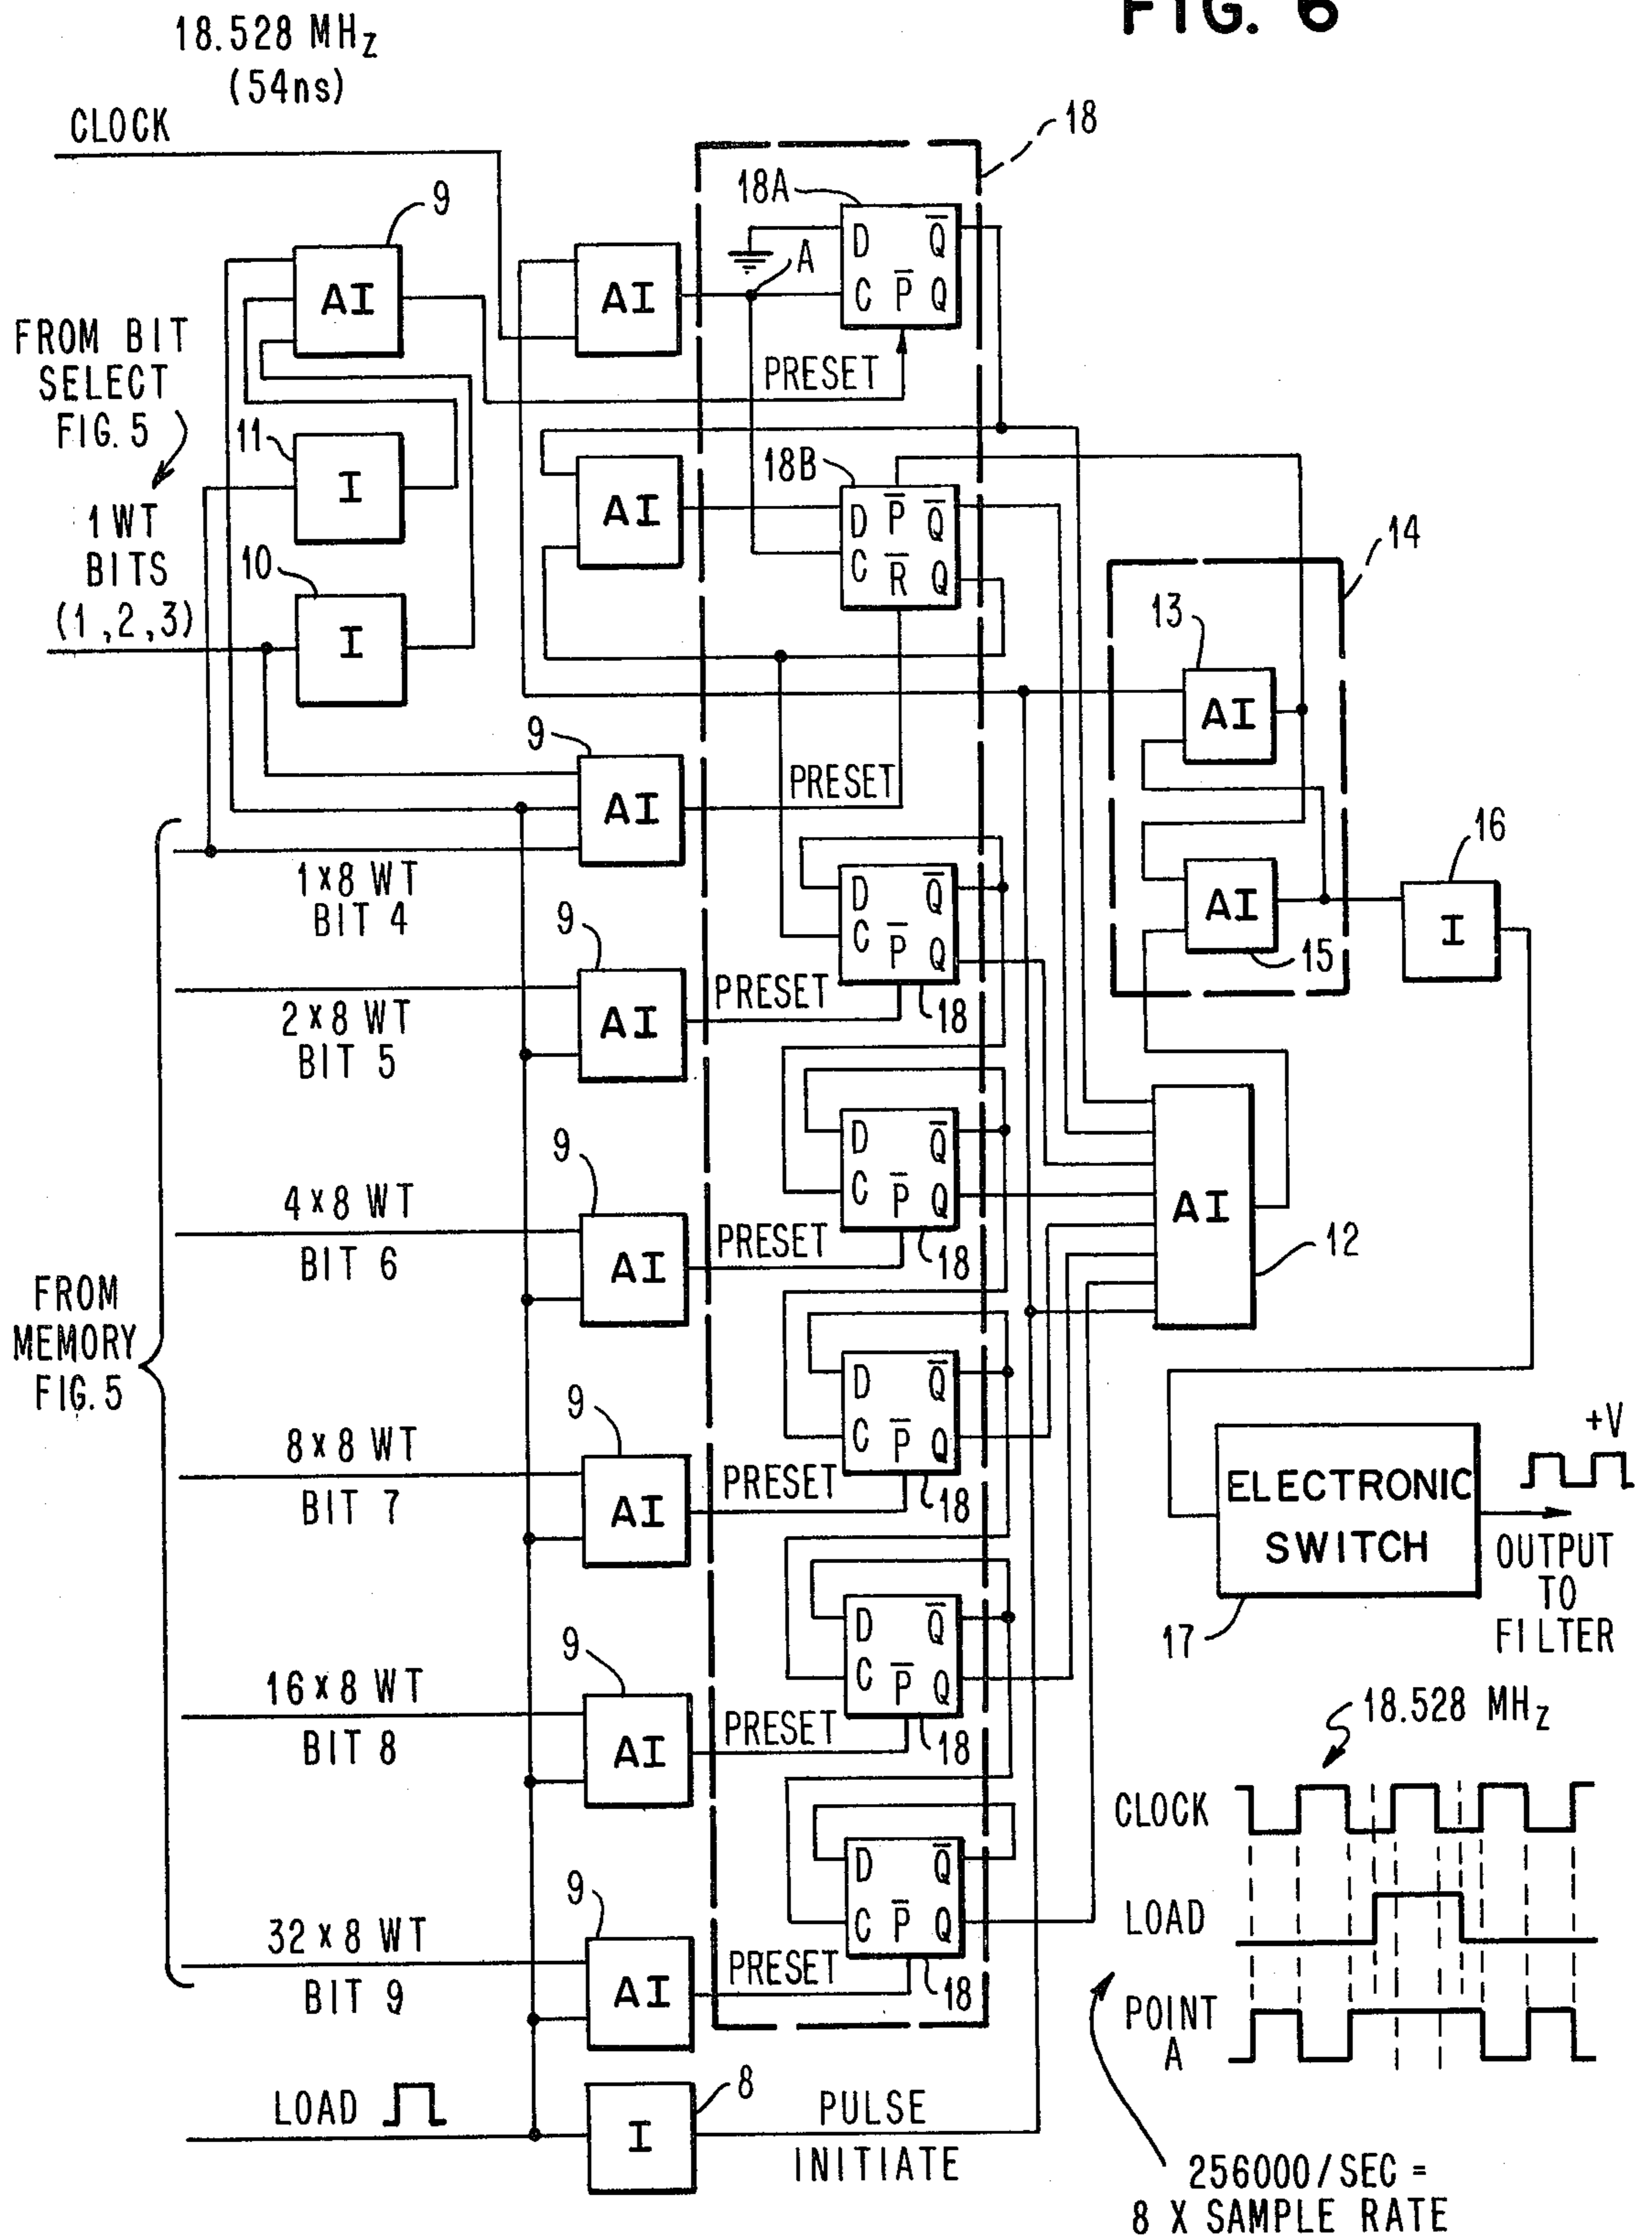 FIG. 6
18.528 MHz
(54ns)
CLOCK
18
18A
9
AI
AI
A
D Q̅
C P̅ Q
FROM BIT
SELECT
FIG. 5
PRESET
11
I
18B
AI
D P̅ Q̅
C R̅ Q
1 WT
BITS
(1,2,3)
10
I
14
13
AI
9
AI
PRESET
16
1×8 WT
BIT 4
D Q̅
C P̅ Q
AI
15
I
9
AI
PRESET
18
2×8 WT
BIT 5
D Q̅
C P̅ Q
9
4×8 WT
BIT 6
AI
PRESET
18
AI
12
FROM
MEMORY
FIG. 5
D Q̅
C P̅ Q
9
8×8 WT
BIT 7
AI
PRESET
18
+V
ELECTRONIC
SWITCH
17
OUTPUT
TO
FILTER
D Q̅
C P̅ Q
9
16×8 WT
BIT 8
AI
PRESET
18
18.528 MHz
CLOCK
D Q̅
C P̅ Q
9
32×8 WT
BIT 9
AI
PRESET
18
LOAD
POINT
A
LOAD
8
I
PULSE
INITIATE
256000/SEC =
8 X SAMPLE RATE